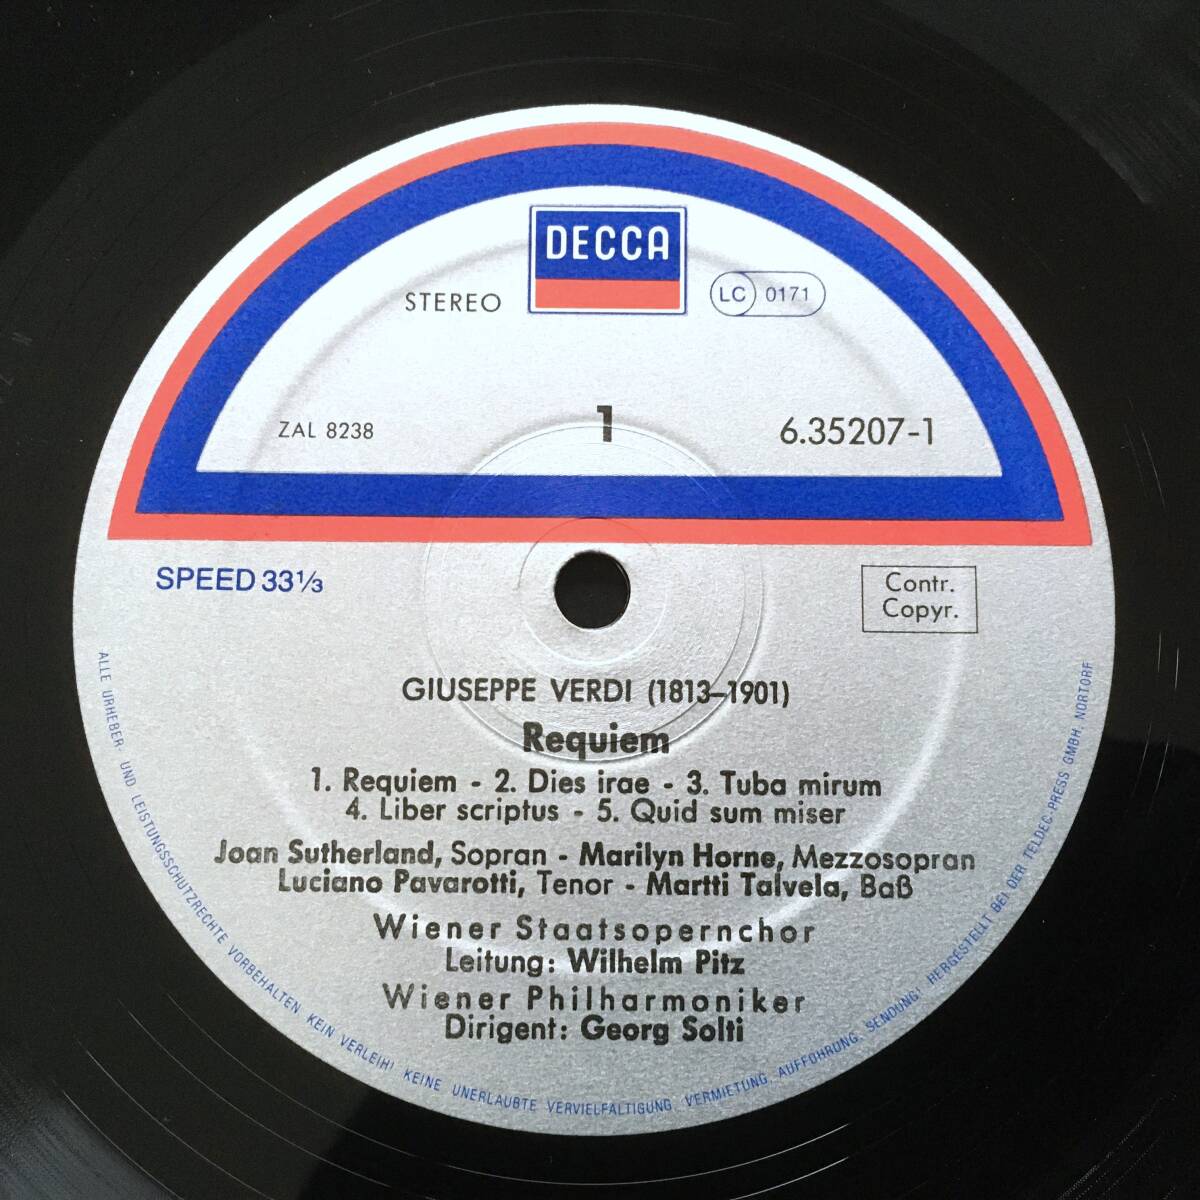 DECCA
STEREO
LC 0171
ZAL 8238
1
6.35207-1
SPEED 33⅓
Contr.
Copyr.
GIUSEPPE VERDI (1813–1901)
Requiem
1. Requiem - 2. Dies irae - 3. Tuba mirum
4. Liber scriptus - 5. Quid sum miser
Joan Sutherland, Sopran - Marilyn Horne, Mezzosopran
Luciano Pavarotti, Tenor - Martti Talvela, Baß
Wiener Staatsopernchor
Leitung: Wilhelm Pitz
Wiener Philharmoniker
Dirigent: Georg Solti
ALLE URHEBER- UND LEISTUNGSSCHUTZRECHTE VORBEHALTEN KEIN VERLEIH! KEINE UNERLAUBTE VERVIELFÄLTIGUNG, VERMIETUNG, AUFFÜHRUNG, SENDUNG! HERGESTELLT BEI DER TELDEC-PRESS GMBH, NORTORF